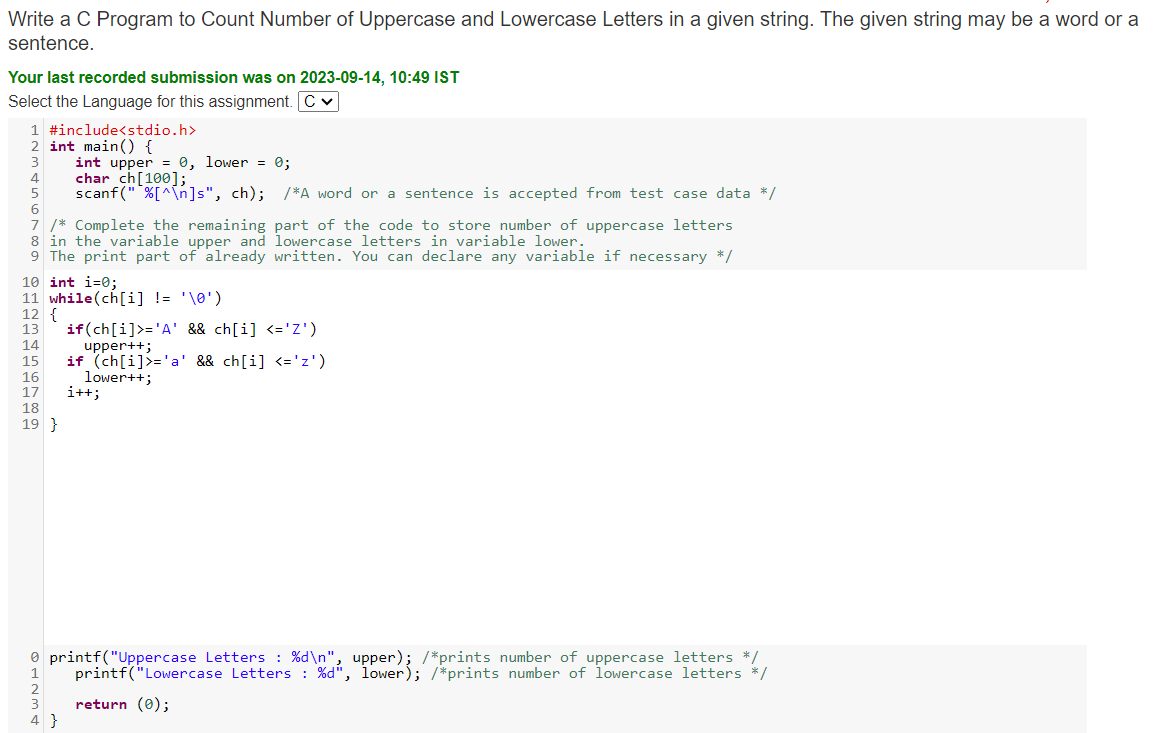 Write a C Program to Count Number of Uppercase and Lowercase Letters in a given string. The given string may be a word or a
sentence.
Your last recorded submission was on 2023-09-14, 10:49 IST
Select the Language for this assignment. C
1 #include<stdio.h>
2 int main() {
3    int upper = 0, lower = 0;
4    char ch[100];
5    scanf(" %[^\n]s", ch);  /*A word or a sentence is accepted from test case data */
6
7 /* Complete the remaining part of the code to store number of uppercase letters
8 in the variable upper and lowercase letters in variable lower.
9 The print part of already written. You can declare any variable if necessary */
10 int i=0;
11 while(ch[i] != '\0')
12 {
13   if(ch[i]>='A' && ch[i] <='Z')
14     upper++;
15   if (ch[i]>='a' && ch[i] <='z')
16     lower++;
17   i++;
18
19 }
0 printf("Uppercase Letters : %d\n", upper); /*prints number of uppercase letters */
1    printf("Lowercase Letters : %d", lower); /*prints number of lowercase letters */
2
3    return (0);
4 }